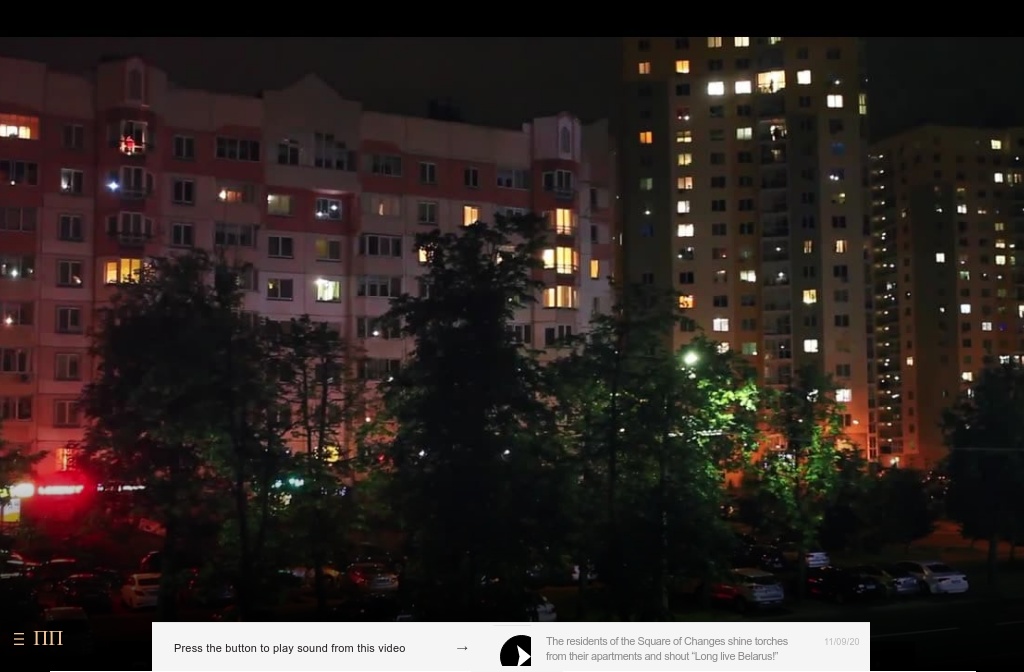 ΠΠ
Press the button to play sound from this video →
The residents of the Square of Changes shine torches
from their apartments and shout “Long live Belarus!”
11/09/20